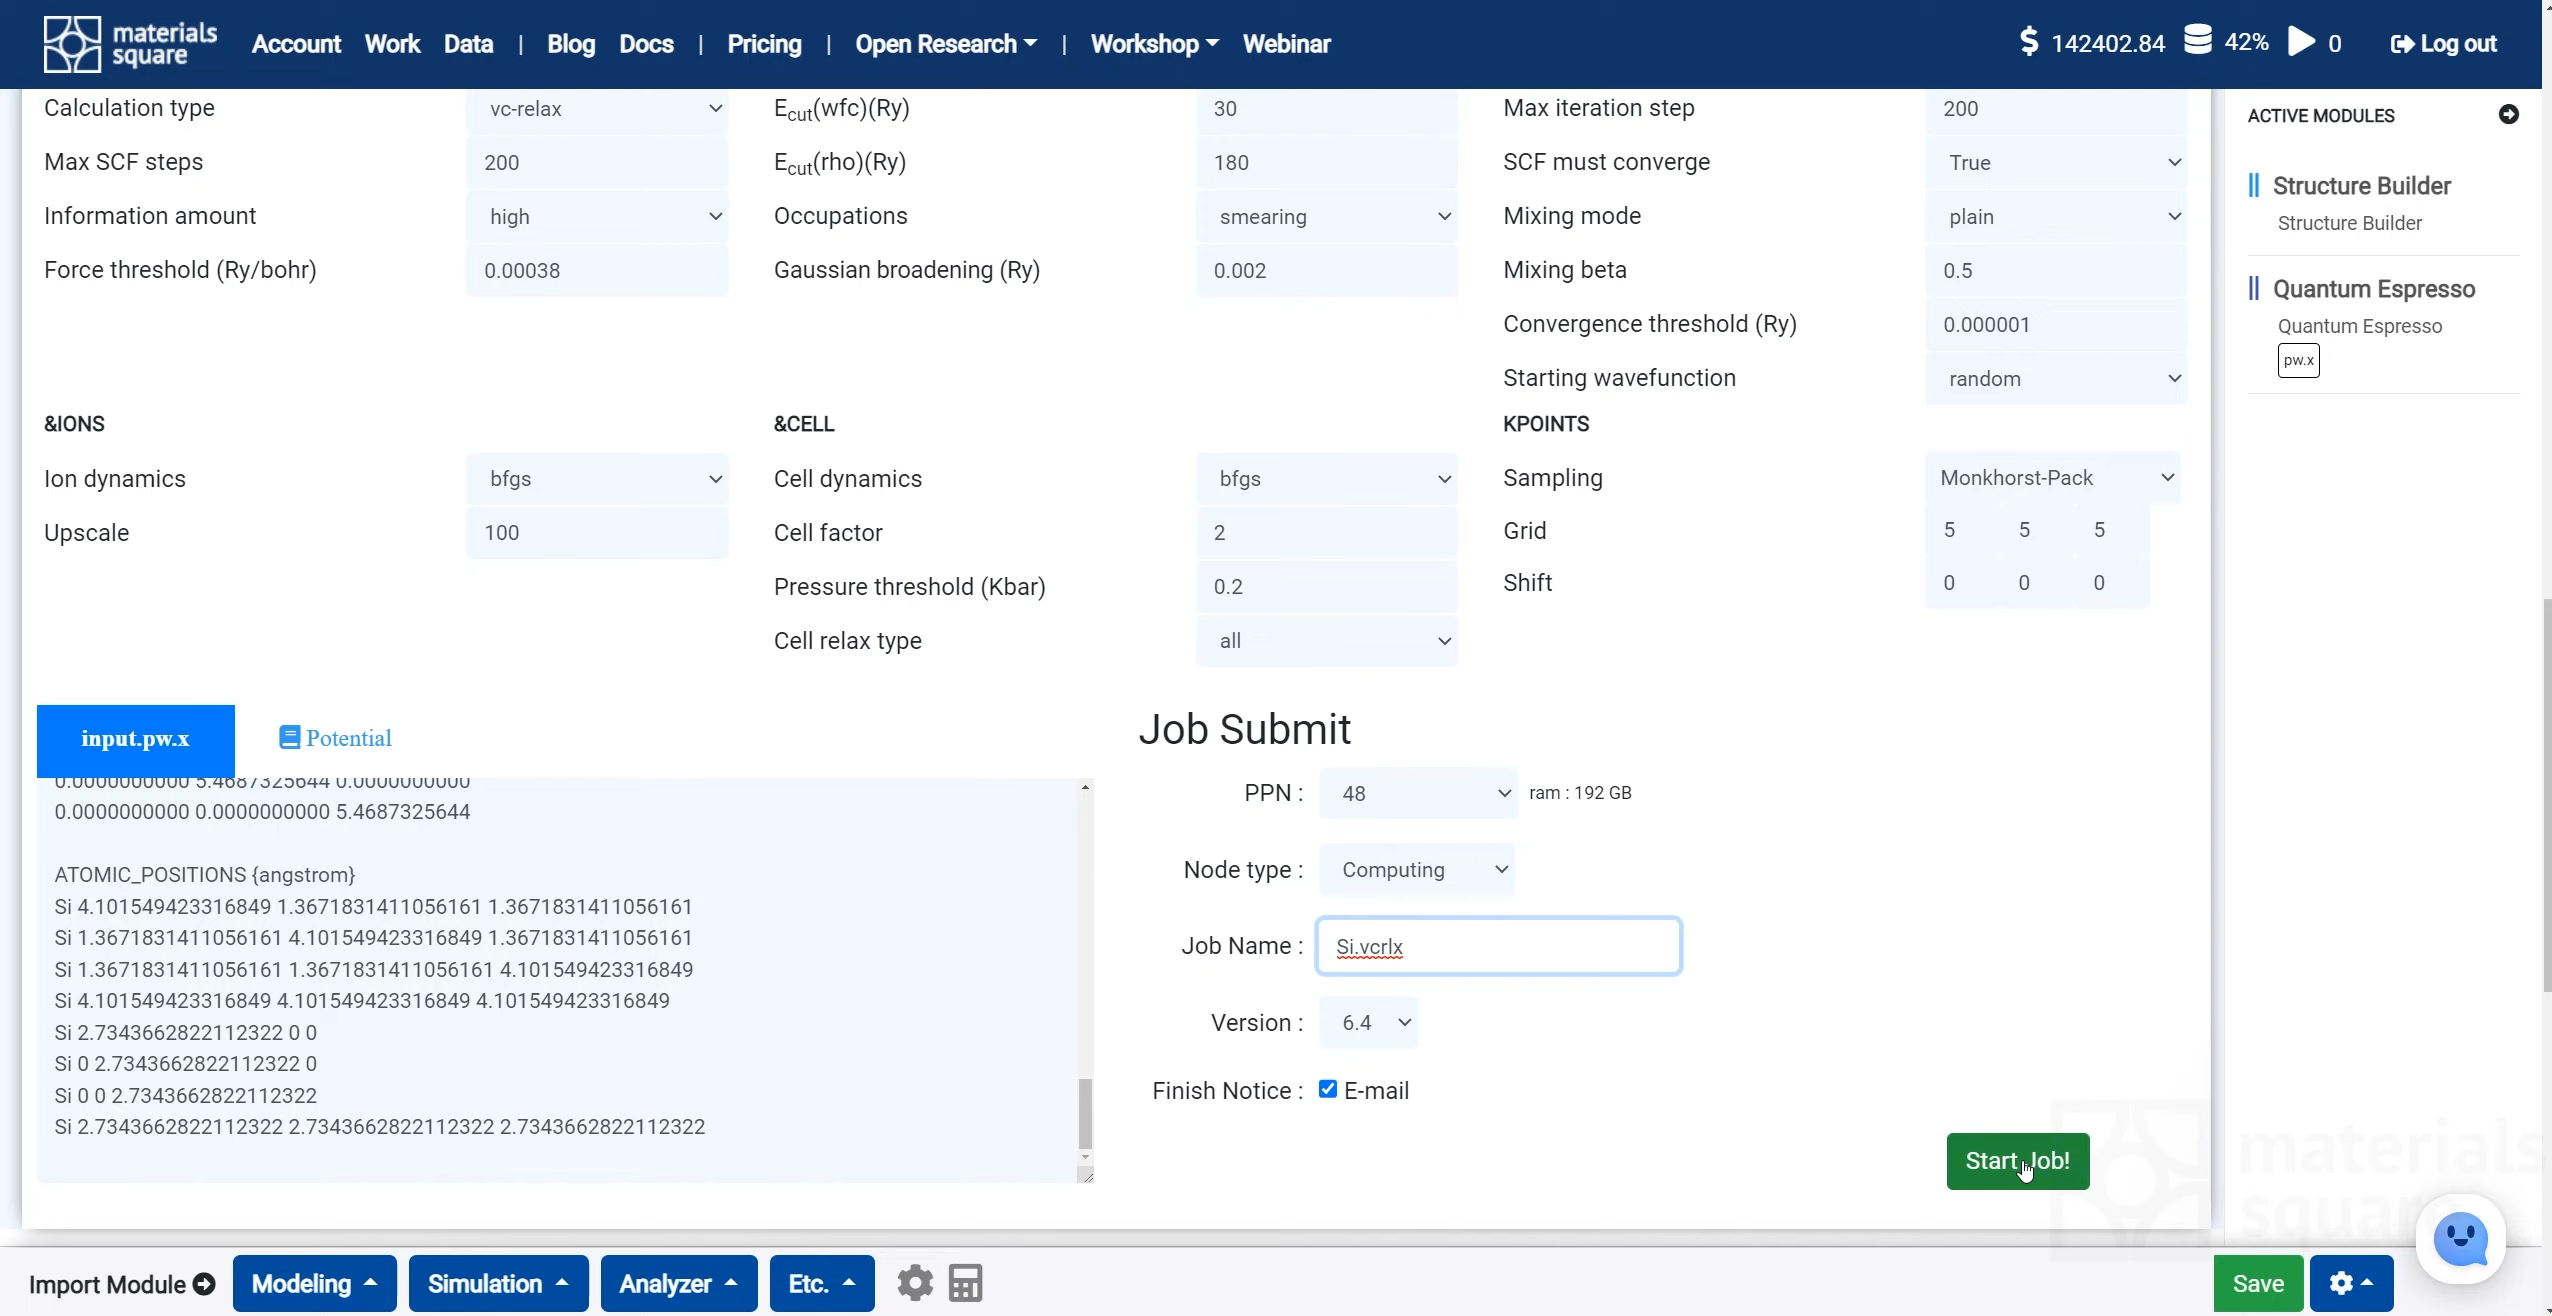 materials square
Account Work Data | Blog Docs | Pricing | Open Research | Workshop Webinar
$ 142402.84 42% 0 Log out
Calculation type vc-relax
Max SCF steps 200
Information amount high
Force threshold (Ry/bohr) 0.00038
Ecut(wfc)(Ry) 30
Ecut(rho)(Ry) 180
Occupations smearing
Gaussian broadening (Ry) 0.002
Max iteration step 200
SCF must converge True
Mixing mode plain
Mixing beta 0.5
Convergence threshold (Ry) 0.000001
Starting wavefunction random
&IONS
Ion dynamics bfgs
Upscale 100
&CELL
Cell dynamics bfgs
Cell factor 2
Pressure threshold (Kbar) 0.2
Cell relax type all
KPOINTS
Sampling Monkhorst-Pack
Grid 5 5 5
Shift 0 0 0
ACTIVE MODULES
Structure Builder
Structure Builder
Quantum Espresso
Quantum Espresso
pw.x
input.pw.x Potential
0.0000000000 5.4687325644 0.0000000000
0.0000000000 0.0000000000 5.4687325644
ATOMIC_POSITIONS {angstrom}
Si 4.101549423316849 1.3671831411056161 1.3671831411056161
Si 1.3671831411056161 4.101549423316849 1.3671831411056161
Si 1.3671831411056161 1.3671831411056161 4.101549423316849
Si 4.101549423316849 4.101549423316849 4.101549423316849
Si 2.7343662822112322 0 0
Si 0 2.7343662822112322 0
Si 0 0 2.7343662822112322
Si 2.7343662822112322 2.7343662822112322 2.7343662822112322
Job Submit
PPN : 48 ram : 192 GB
Node type : Computing
Job Name : Si.vcrlx
Version : 6.4
Finish Notice : E-mail
Start Job!
materials
square
Import Module Modeling Simulation Analyzer Etc.
Save